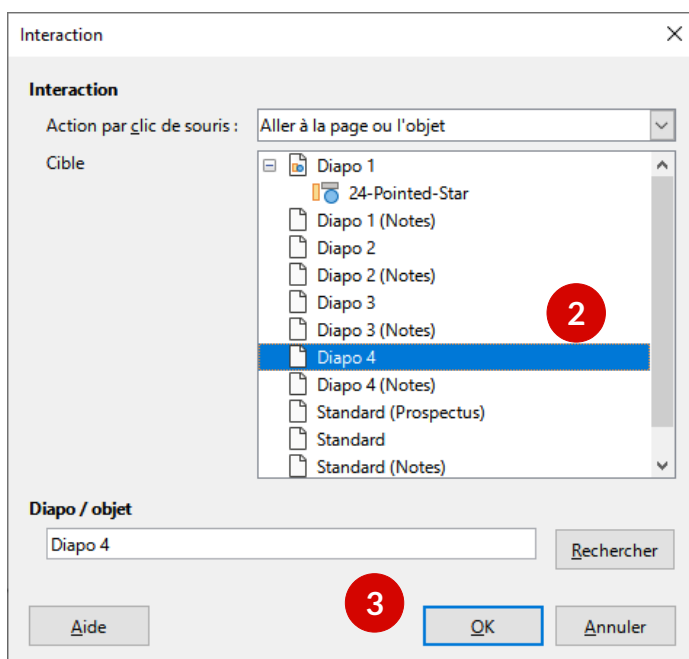 Interaction
Interaction
Action par clic de souris : Aller à la page ou l'objet
Cible
Diapo 1
24-Pointed-Star
Diapo 1 (Notes)
Diapo 2
Diapo 2 (Notes)
Diapo 3
2
Diapo 3 (Notes)
Diapo 4
Diapo 4 (Notes)
Standard (Prospectus)
Standard
Standard (Notes)
Diapo / objet
Diapo 4
Rechercher
3
Aide OK Annuler